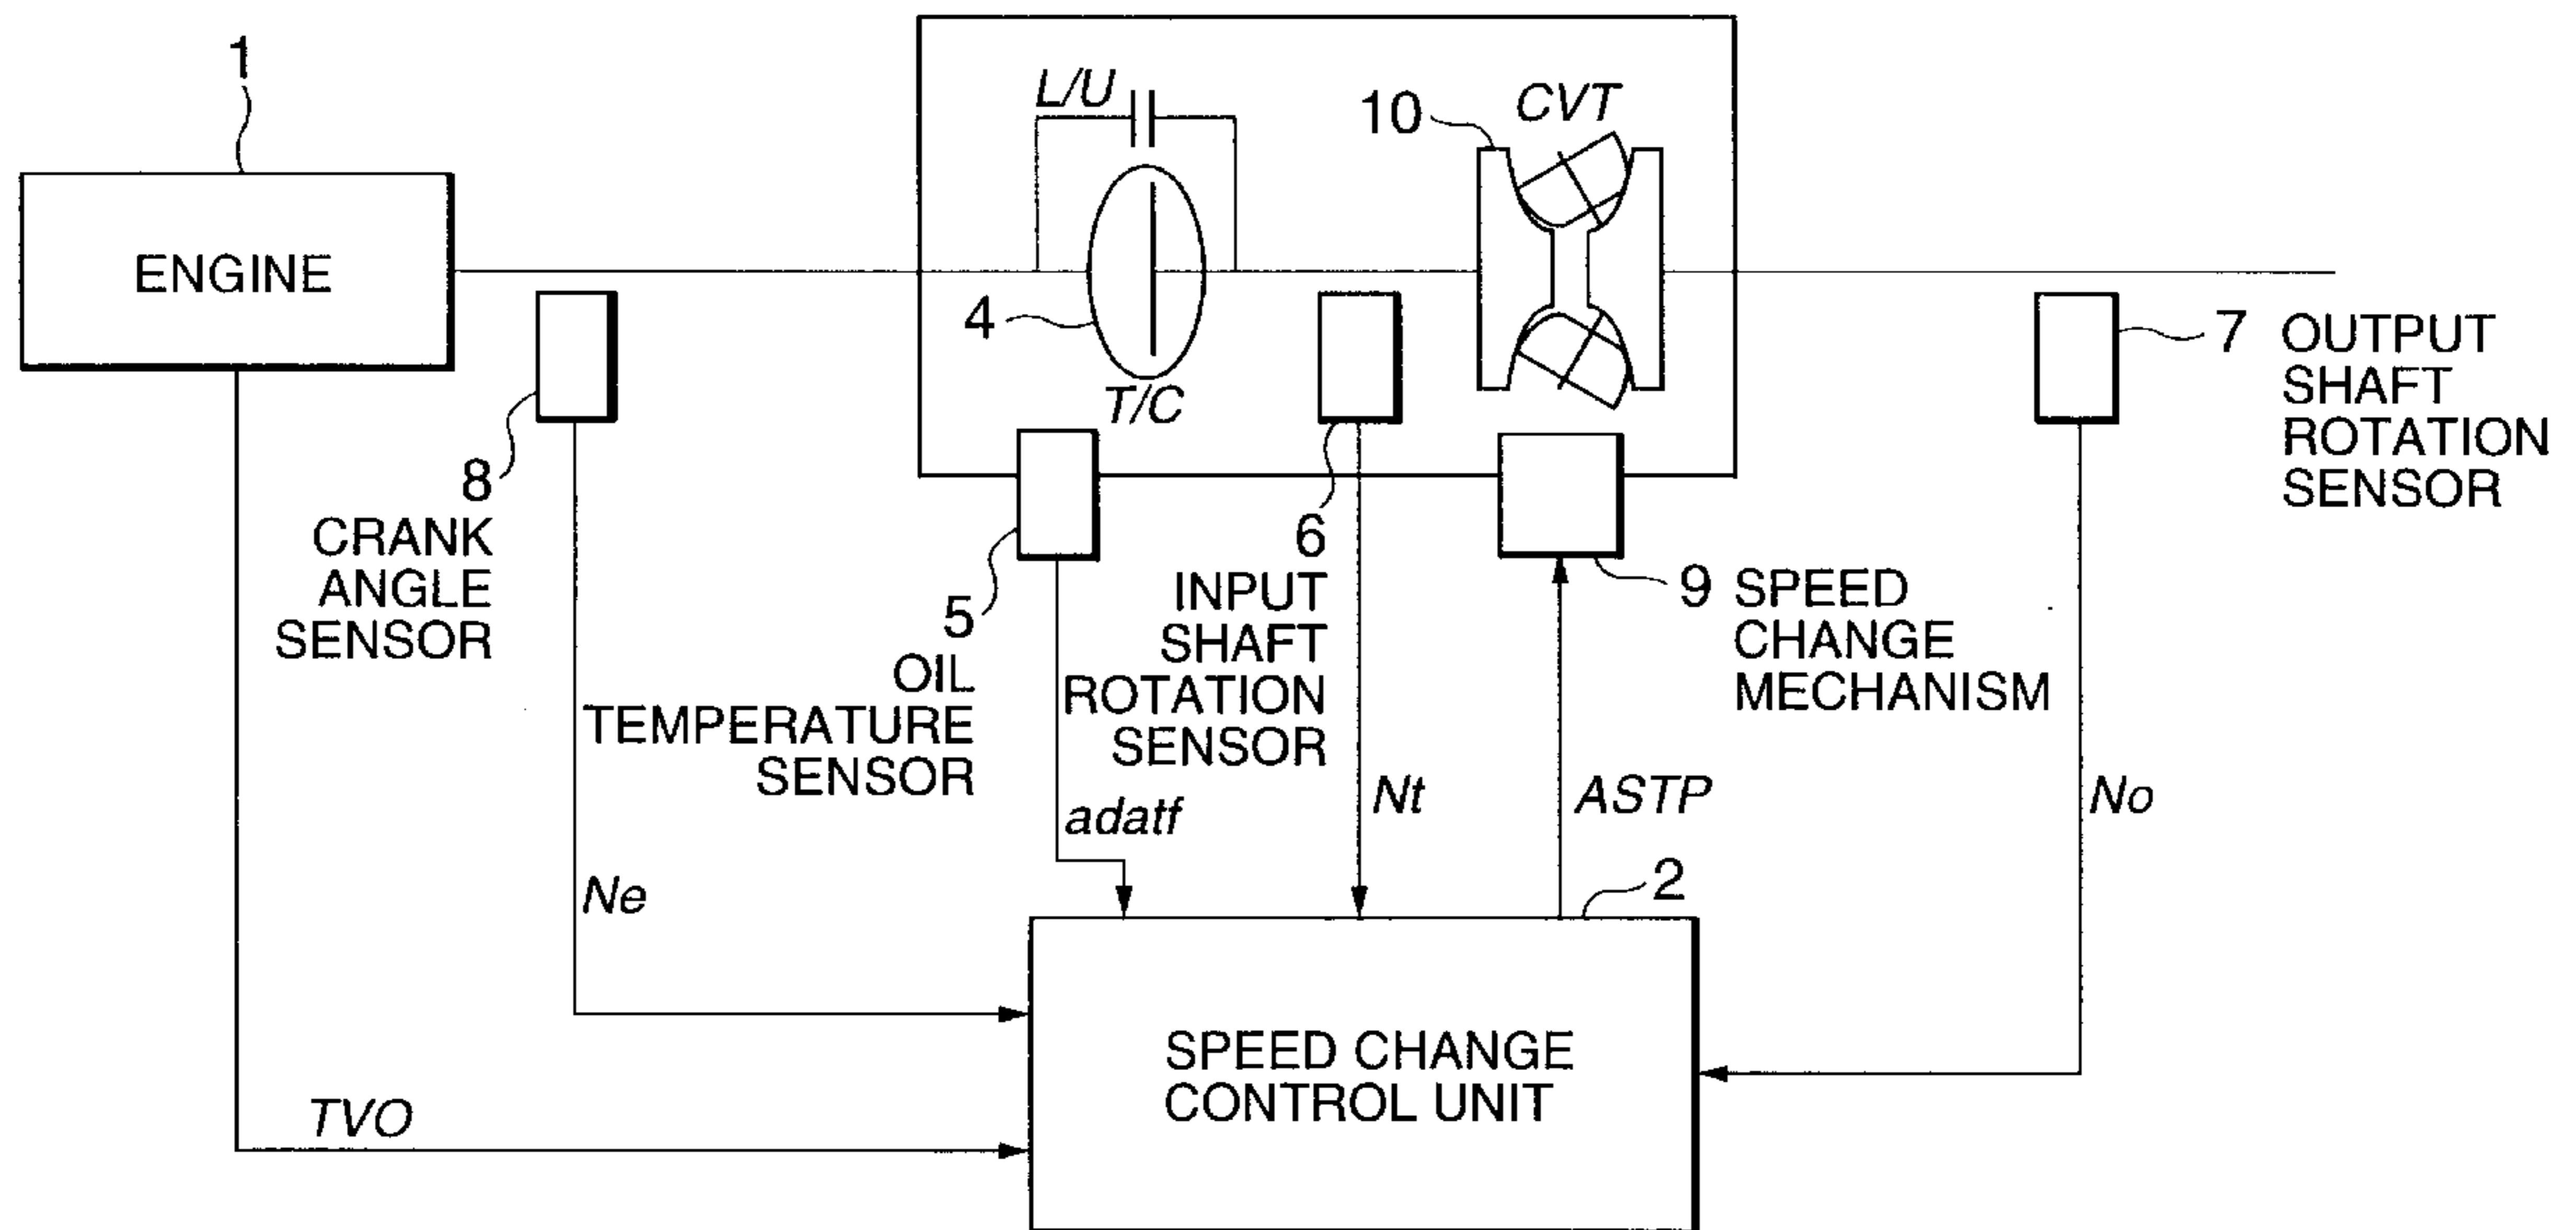 1
ENGINE
L/U
10
CVT
4
T/C
8
CRANK
ANGLE
SENSOR
5
OIL
TEMPERATURE
SENSOR
6
INPUT
SHAFT
ROTATION
SENSOR
9
SPEED
CHANGE
MECHANISM
7
OUTPUT
SHAFT
ROTATION
SENSOR
Ne
adatf
Nt
ASTP
No
TVO
2
SPEED CHANGE
CONTROL UNIT